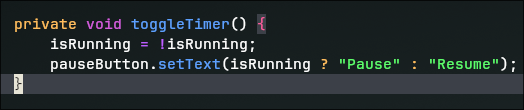 private void toggleTimer() {
    isRunning = !isRunning;
    pauseButton.setText(isRunning ? "Pause" : "Resume");
}